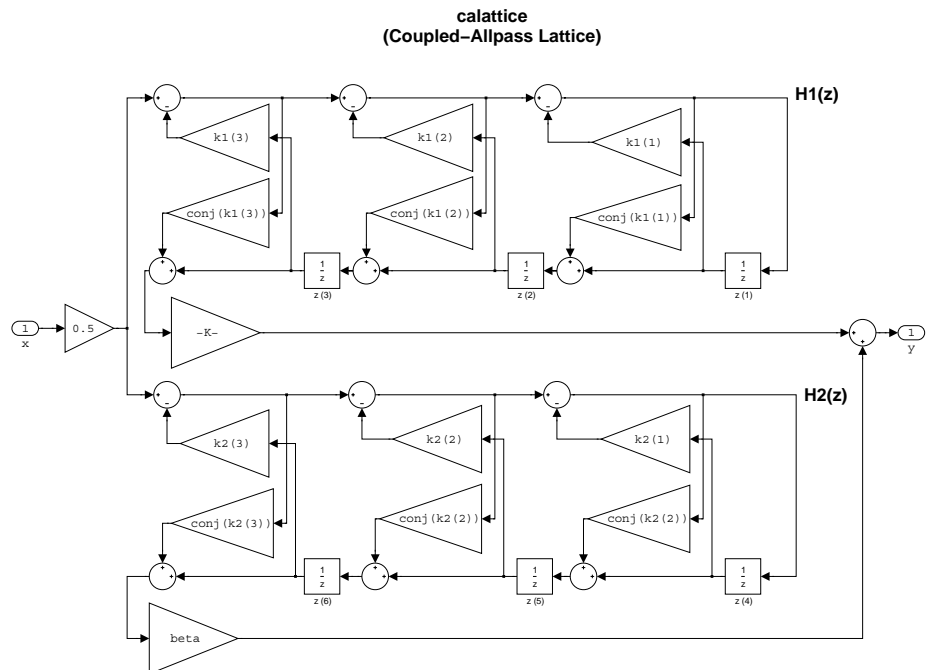 calattice
(Coupled−Allpass Lattice)
H1(z)
k1(3)
k1(2)
k1(1)
conj(k1(3))
conj(k1(2))
conj(k1(1))
1
z
z (3)
1
z
z (2)
1
z
z (1)
1
x
0.5
−K−
1
y
H2(z)
k2(3)
k2(2)
k2(1)
conj(k2(3))
conj(k2(2))
conj(k2(2))
1
z
z (6)
1
z
z (5)
1
z
z (4)
beta